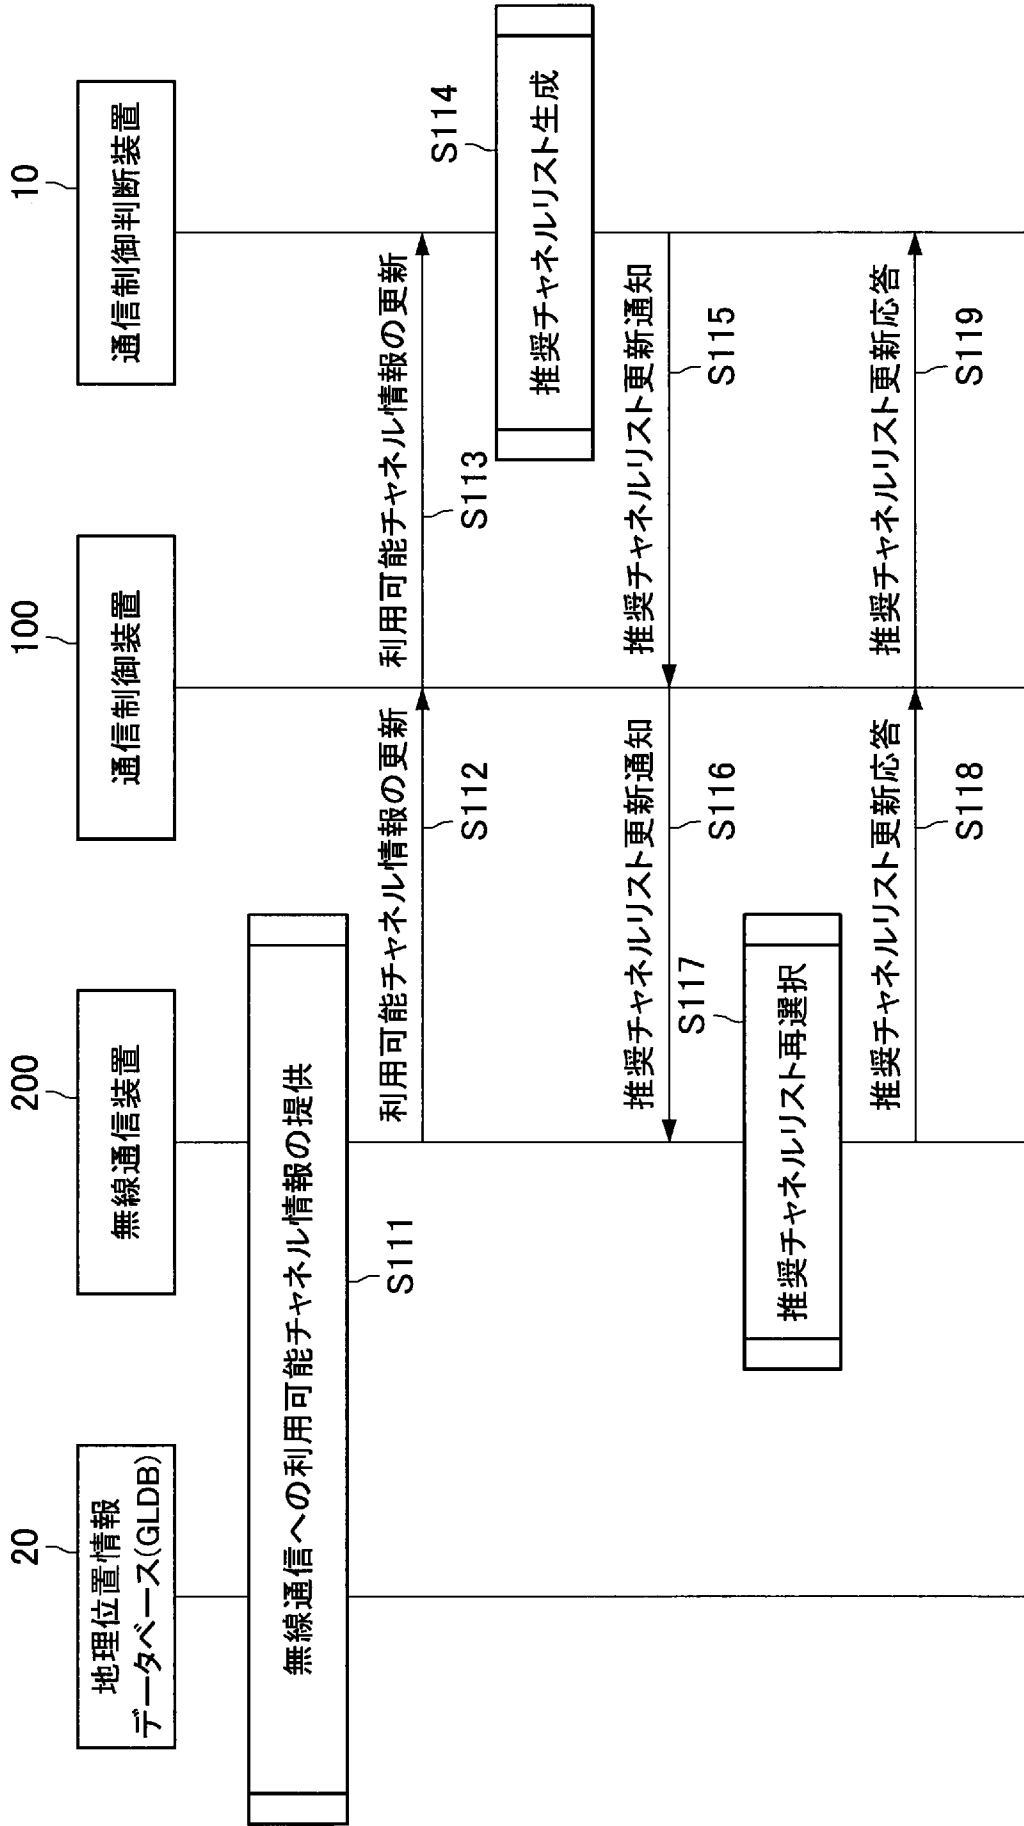 20
地理位置情報
データベース(GLDB)
200
無線通信装置
100
通信制御装置
10
通信制御判断装置
無線通信への利用可能チャネル情報の提供
S111
利用可能チャネル情報の更新
S112
利用可能チャネル情報の更新
S113
S114
推奨チャネルリスト生成
推奨チャネルリスト更新通知
S115
推奨チャネルリスト更新通知
S116
S117
推奨チャネルリスト再選択
推奨チャネルリスト更新応答
S118
推奨チャネルリスト更新応答
S119